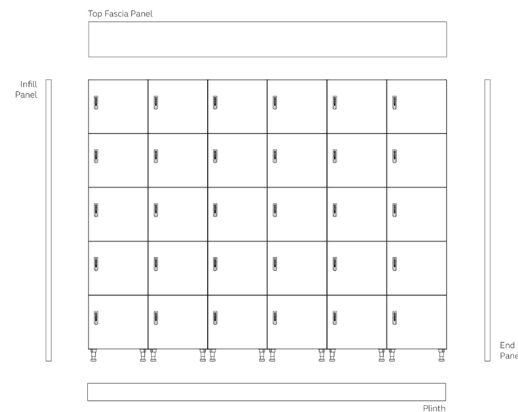 Top Fascia Panel
Infill
Panel
End
Pane
Plinth